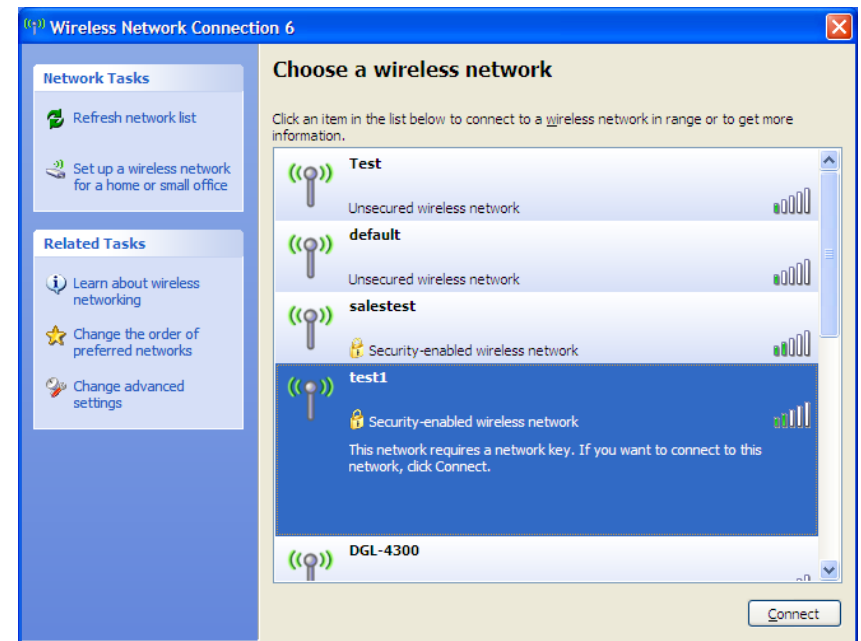 Wireless Network Connection 6
Network Tasks
Refresh network list
Set up a wireless network
for a home or small office
Related Tasks
Learn about wireless
networking
Change the order of
preferred networks
Change advanced
settings
Choose a wireless network
Click an item in the list below to connect to a wireless network in range or to get more
information.
Test
Unsecured wireless network
default
Unsecured wireless network
salestest
Security-enabled wireless network
test1
Security-enabled wireless network
This network requires a network key. If you want to connect to this
network, click Connect.
DGL-4300
Connect